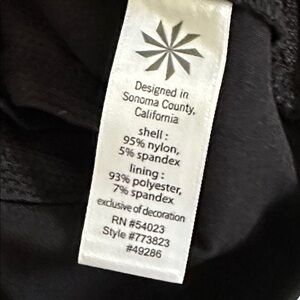 Designed in
Sonoma County,
California
shell :
95% nylon,
5% spandex
lining :
93% polyester,
7% spandex
exclusive of decoration
RN #54023
Style #773823
#49286